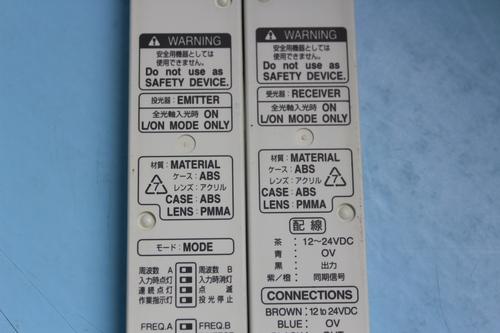 WARNING
安全用機器としては
使用できません。
Do not use as
SAFETY DEVICE.
投光器 : EMITTER
全光軸入光時 ON
L/ON MODE ONLY
材質 : MATERIAL
ケース : ABS
レンズ : アクリル
CASE : ABS
LENS : PMMA
7
モード : MODE
周波数 A 周波数 B
入力時点灯 入力時消灯
連続点灯 点滅
作業指示灯 投光停止
FREQ.A FREQ.B
WARNING
安全用機器としては
使用できません。
Do not use as
SAFETY DEVICE.
受光器 : RECEIVER
全光軸入光時 ON
L/ON MODE ONLY
材質 : MATERIAL
ケース : ABS
レンズ : アクリル
7
CASE : ABS
LENS : PMMA
配線
茶 : 12〜24VDC
青 : 0V
黒 : 出力
紫/橙 : 同期信号
CONNECTIONS
BROWN : 12 to 24VDC
BLUE : 0V